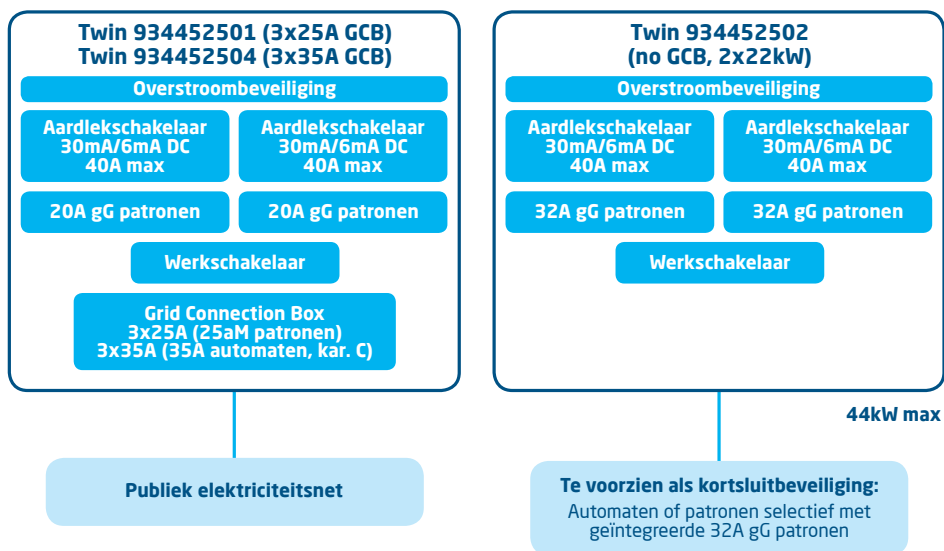 Twin 934452501 (3x25A GCB)
Twin 934452504 (3x35A GCB)
Overstroombeveiliging
Aardlekschakelaar
30mA/6mA DC
40A max
Aardlekschakelaar
30mA/6mA DC
40A max
20A gG patronen
20A gG patronen
Werkschakelaar
Grid Connection Box
3x25A (25aM patronen)
3x35A (35A automaten, kar. C)
Publiek elektriciteitsnet
Twin 934452502
(no GCB, 2x22kW)
Overstroombeveiliging
Aardlekschakelaar
30mA/6mA DC
40A max
Aardlekschakelaar
30mA/6mA DC
40A max
32A gG patronen
32A gG patronen
Werkschakelaar
44kW max
Te voorzien als kortsluitbeveiliging:
Automaten of patronen selectief met
geïntegreerde 32A gG patronen